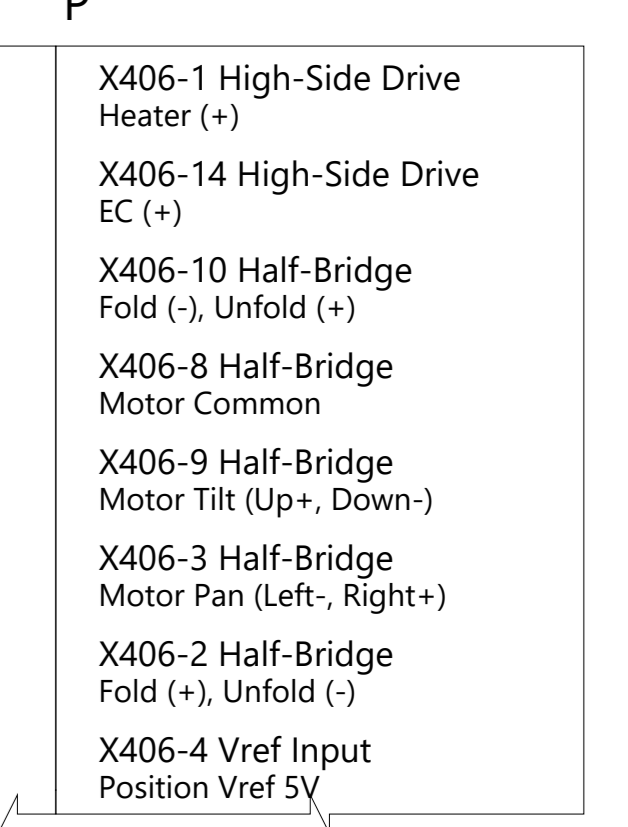 P
X406-1 High-Side Drive
Heater (+)
X406-14 High-Side Drive
EC (+)
X406-10 Half-Bridge
Fold (-), Unfold (+)
X406-8 Half-Bridge
Motor Common
X406-9 Half-Bridge
Motor Tilt (Up+, Down-)
X406-3 Half-Bridge
Motor Pan (Left-, Right+)
X406-2 Half-Bridge
Fold (+), Unfold (-)
X406-4 Vref Input
Position Vref 5V